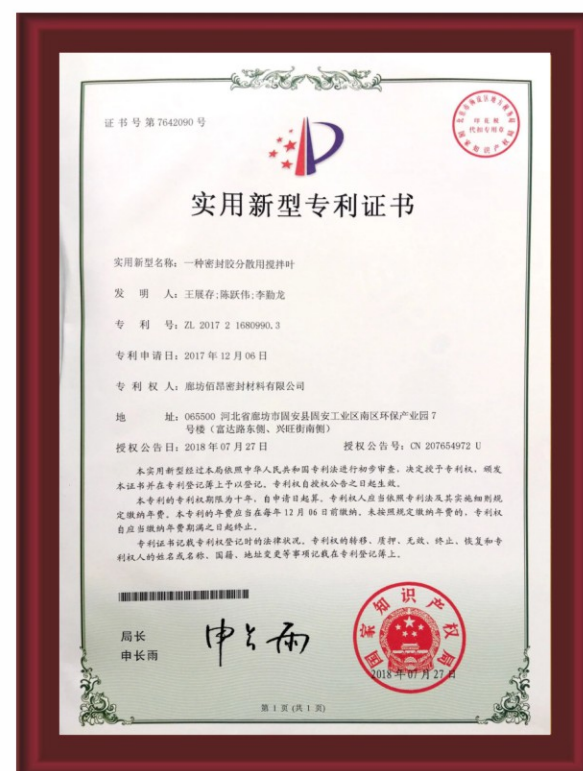 证书号第7642090号
印花税
代扣专用章
实用新型专利证书
实用新型名称：一种密封胶分散用搅拌叶
发 明 人：王展存;陈跃伟;李勤龙
专 利 号：ZL 2017 2 1680990.3
专利申请日：2017年12月06日
专 利 权 人：廊坊佰昂密封材料有限公司
地 址：065500 河北省廊坊市固安县固安工业区南区环保产业园7
号楼（富达路东侧、兴旺街南侧）
授权公告日：2018年07月27日 授权公告号：CN 207654972 U
本实用新型经过本局依照中华人民共和国专利法进行初步审查，决定授予专利权，颁发
本证书并在专利登记簿上予以登记。专利权自授权公告之日起生效。
本专利的专利权期限为十年，自申请日起算。专利权人应当依照专利法及其实施细则规
定缴纳年费。本专利的年费应当在每年12月06日前缴纳。未按照规定缴纳年费的，专利权
自应当缴纳年费期满之日起终止。
专利证书记载专利权登记时的法律状况。专利权的转移、质押、无效、终止、恢复和专
利权人的姓名或名称、国籍、地址变更等事项记载在专利登记簿上。
局长
申长雨
申长雨
国家知识产权局
2018年07月27日
第 1 页 (共 1 页)